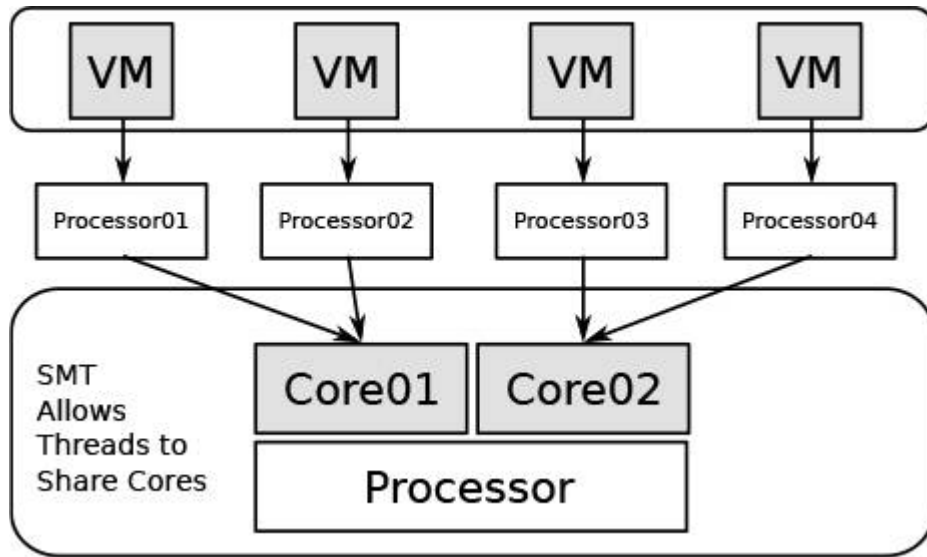 VM VM VM VM
Processor01 Processor02 Processor03 Processor04
SMT
Allows
Threads to
Share Cores
Core01 Core02
Processor